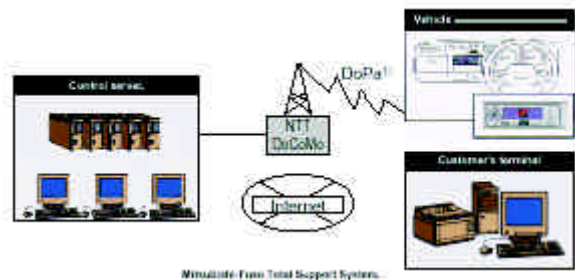 Vehicle
DoPa
Control server
NTT
DoCoMo
Internet
Customer's terminal
Mitsubishi-Fuso Total Support System